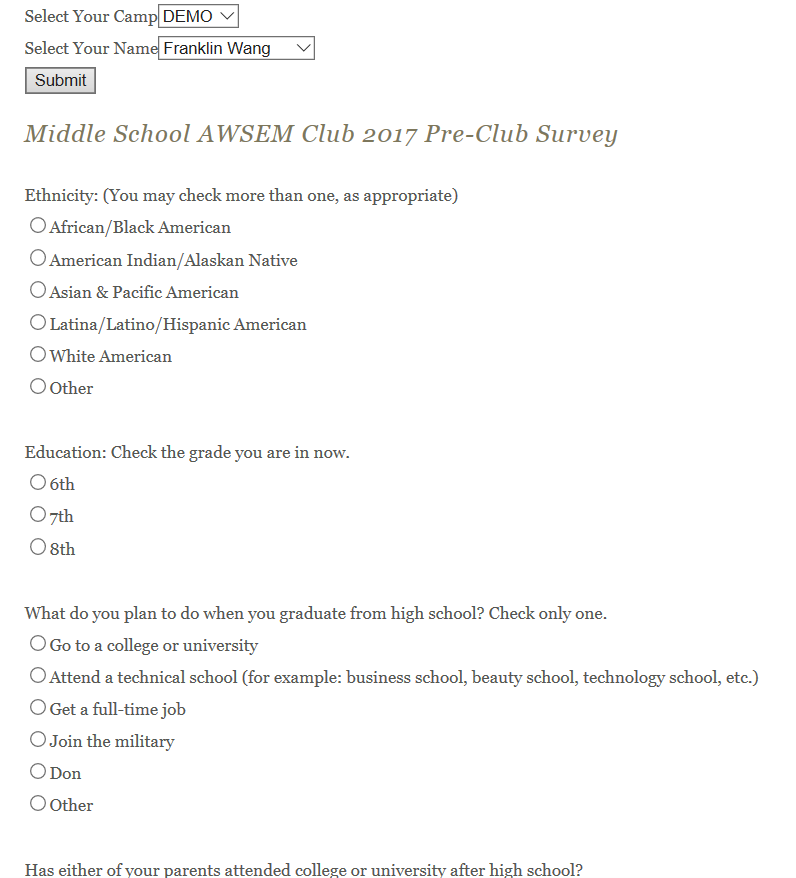 Select Your Camp DEMO
Select Your Name Franklin Wang
Submit
Middle School AWSEM Club 2017 Pre-Club Survey
Ethnicity: (You may check more than one, as appropriate)
African/Black American
American Indian/Alaskan Native
Asian & Pacific American
Latina/Latino/Hispanic American
White American
Other
Education: Check the grade you are in now.
6th
7th
8th
What do you plan to do when you graduate from high school? Check only one.
Go to a college or university
Attend a technical school (for example: business school, beauty school, technology school, etc.)
Get a full-time job
Join the military
Don
Other
Has either of your parents attended college or university after high school?